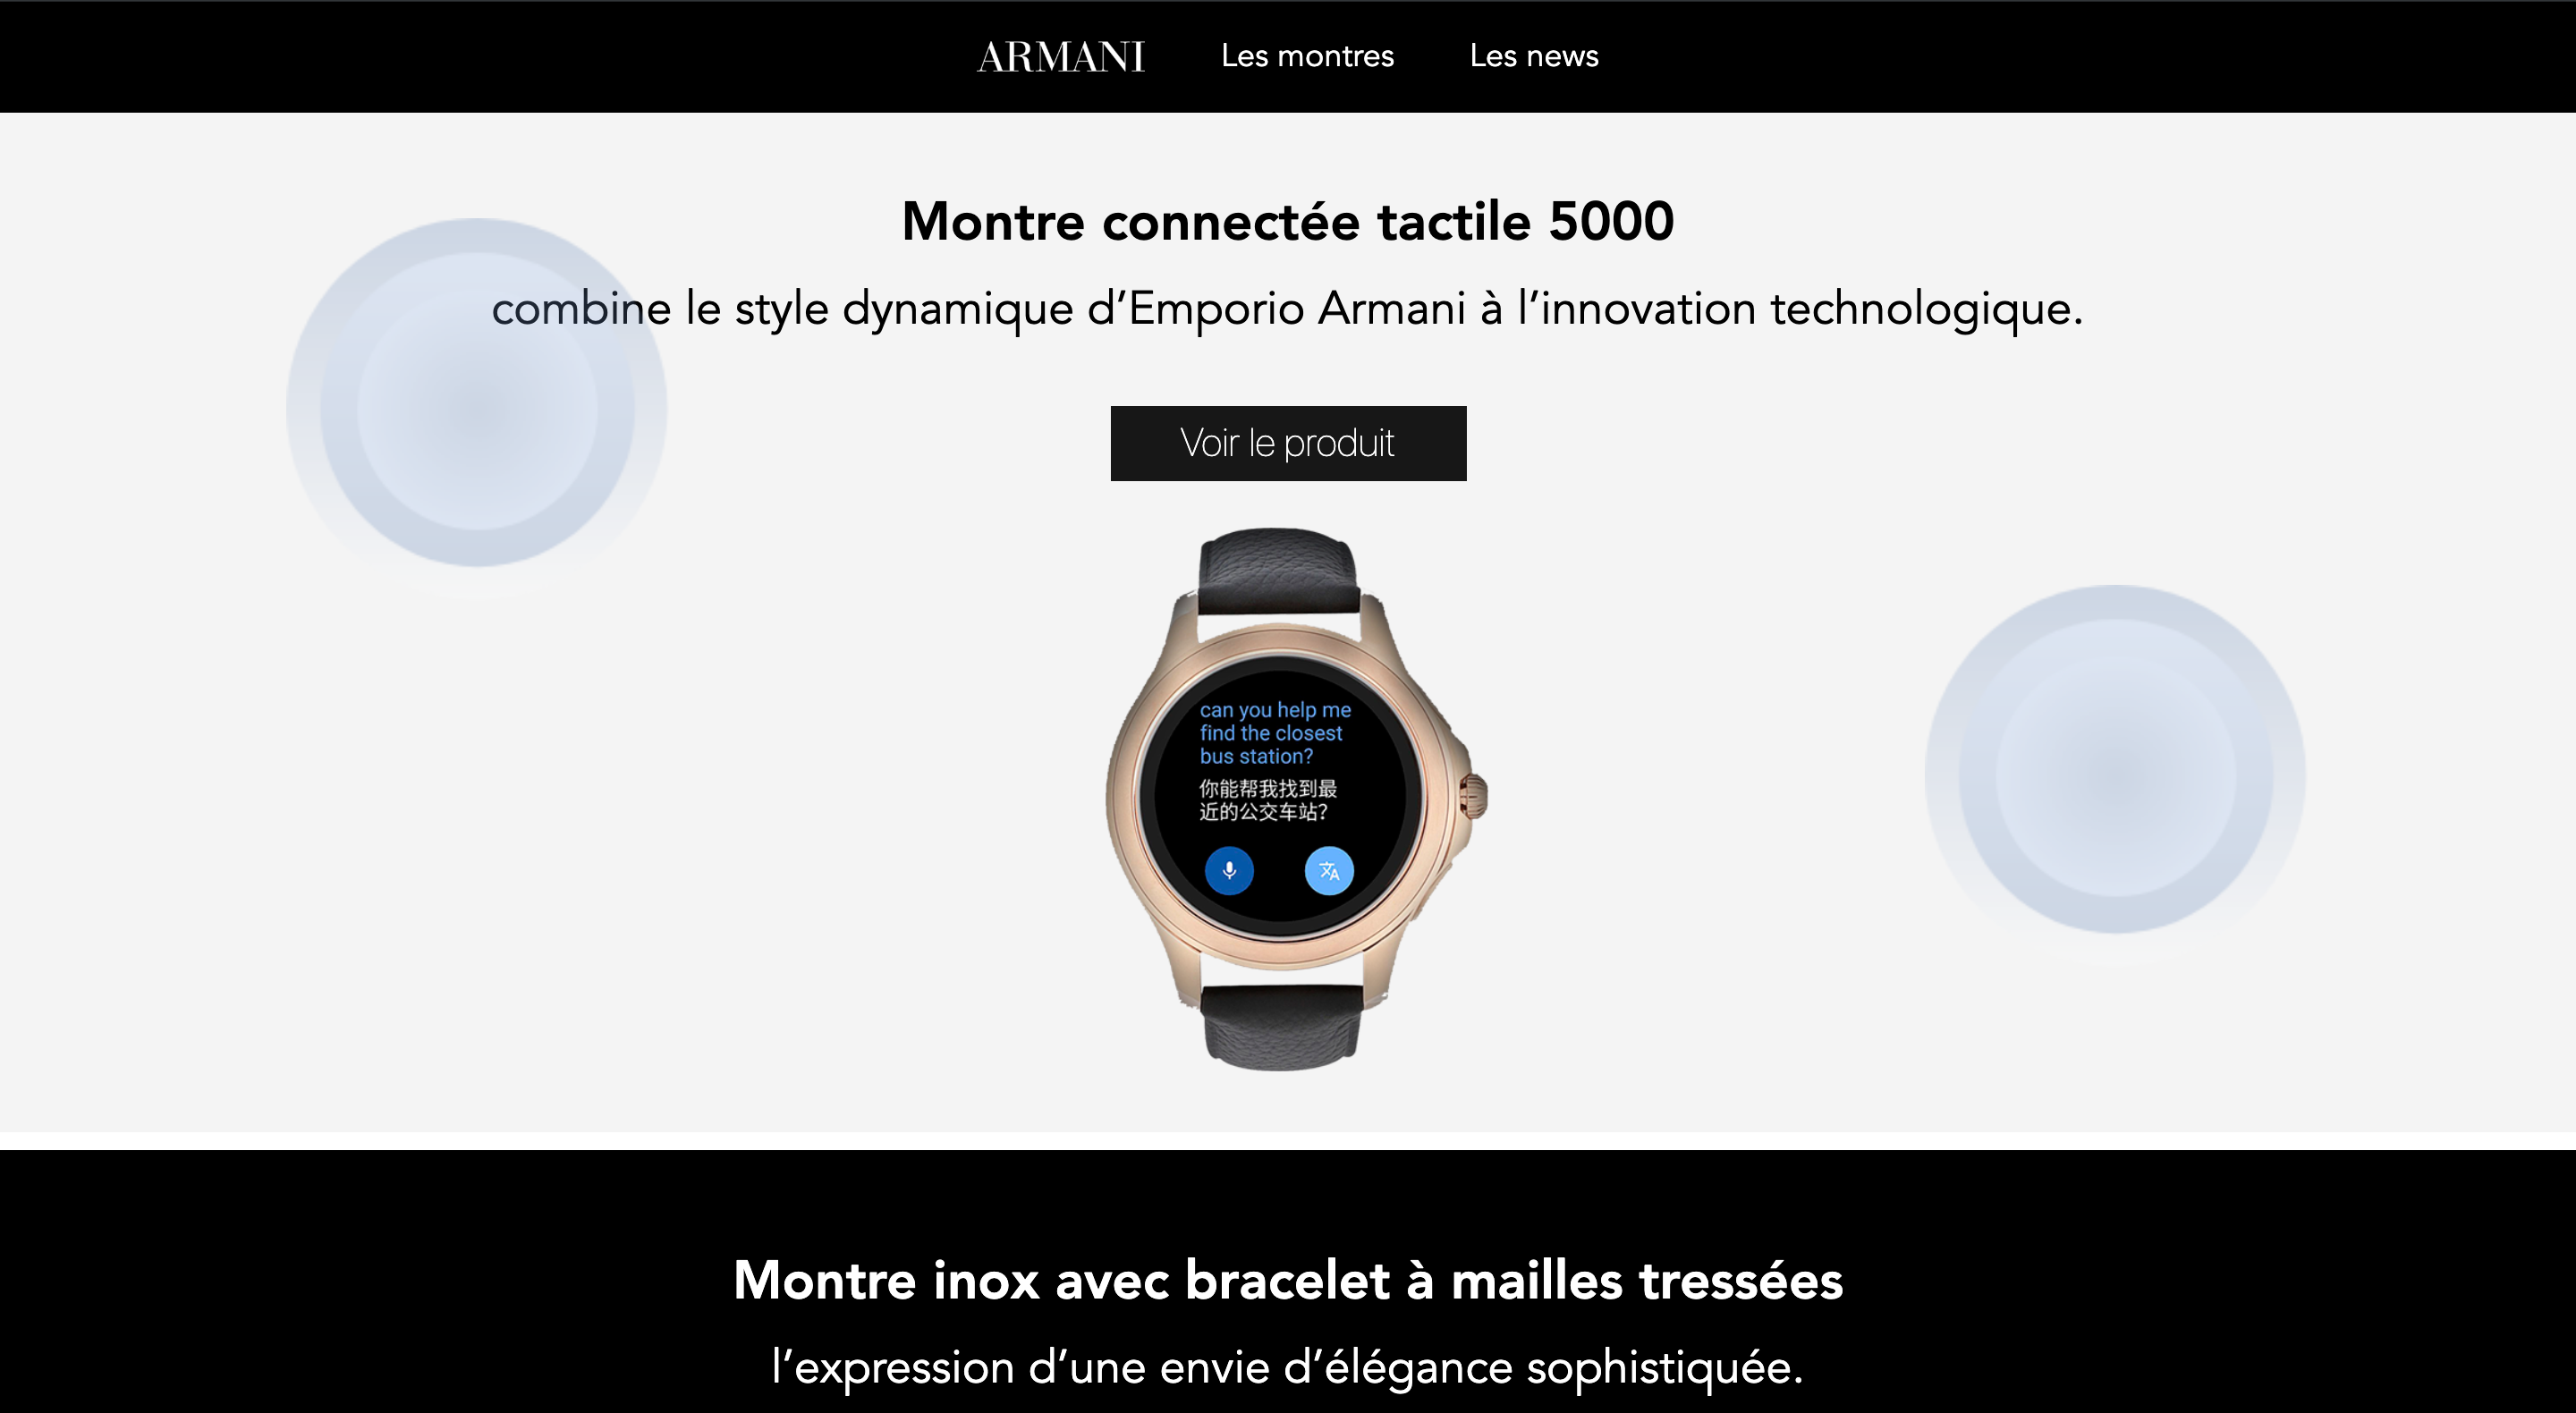 ARMANI Les montres Les news
Montre connectée tactile 5000
combine le style dynamique d’Emporio Armani à l’innovation technologique.
Voir le produit
can you help me
find the closest
bus station?
你能帮我找到最
近的公交车站?
Montre inox avec bracelet à mailles tressées
l’expression d’une envie d’élégance sophistiquée.